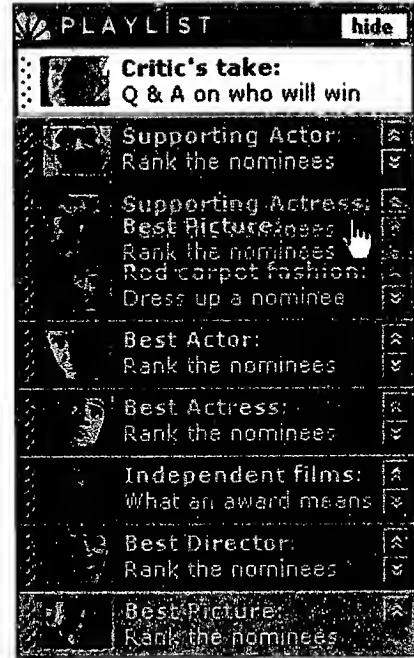 PLAYLIST
hide
Critic's take:
Q & A on who will win
Supporting Actor:
Rank the nominees
Supporting Actress:
Best Picture:
Rank the nominees
Red carpet fashion:
Dress up a nominee
Best Actor:
Rank the nominees
Best Actress:
Rank the nominees
Independent films:
What an award means
Best Director:
Rank the nominees
Best Picture:
Rank the nominees